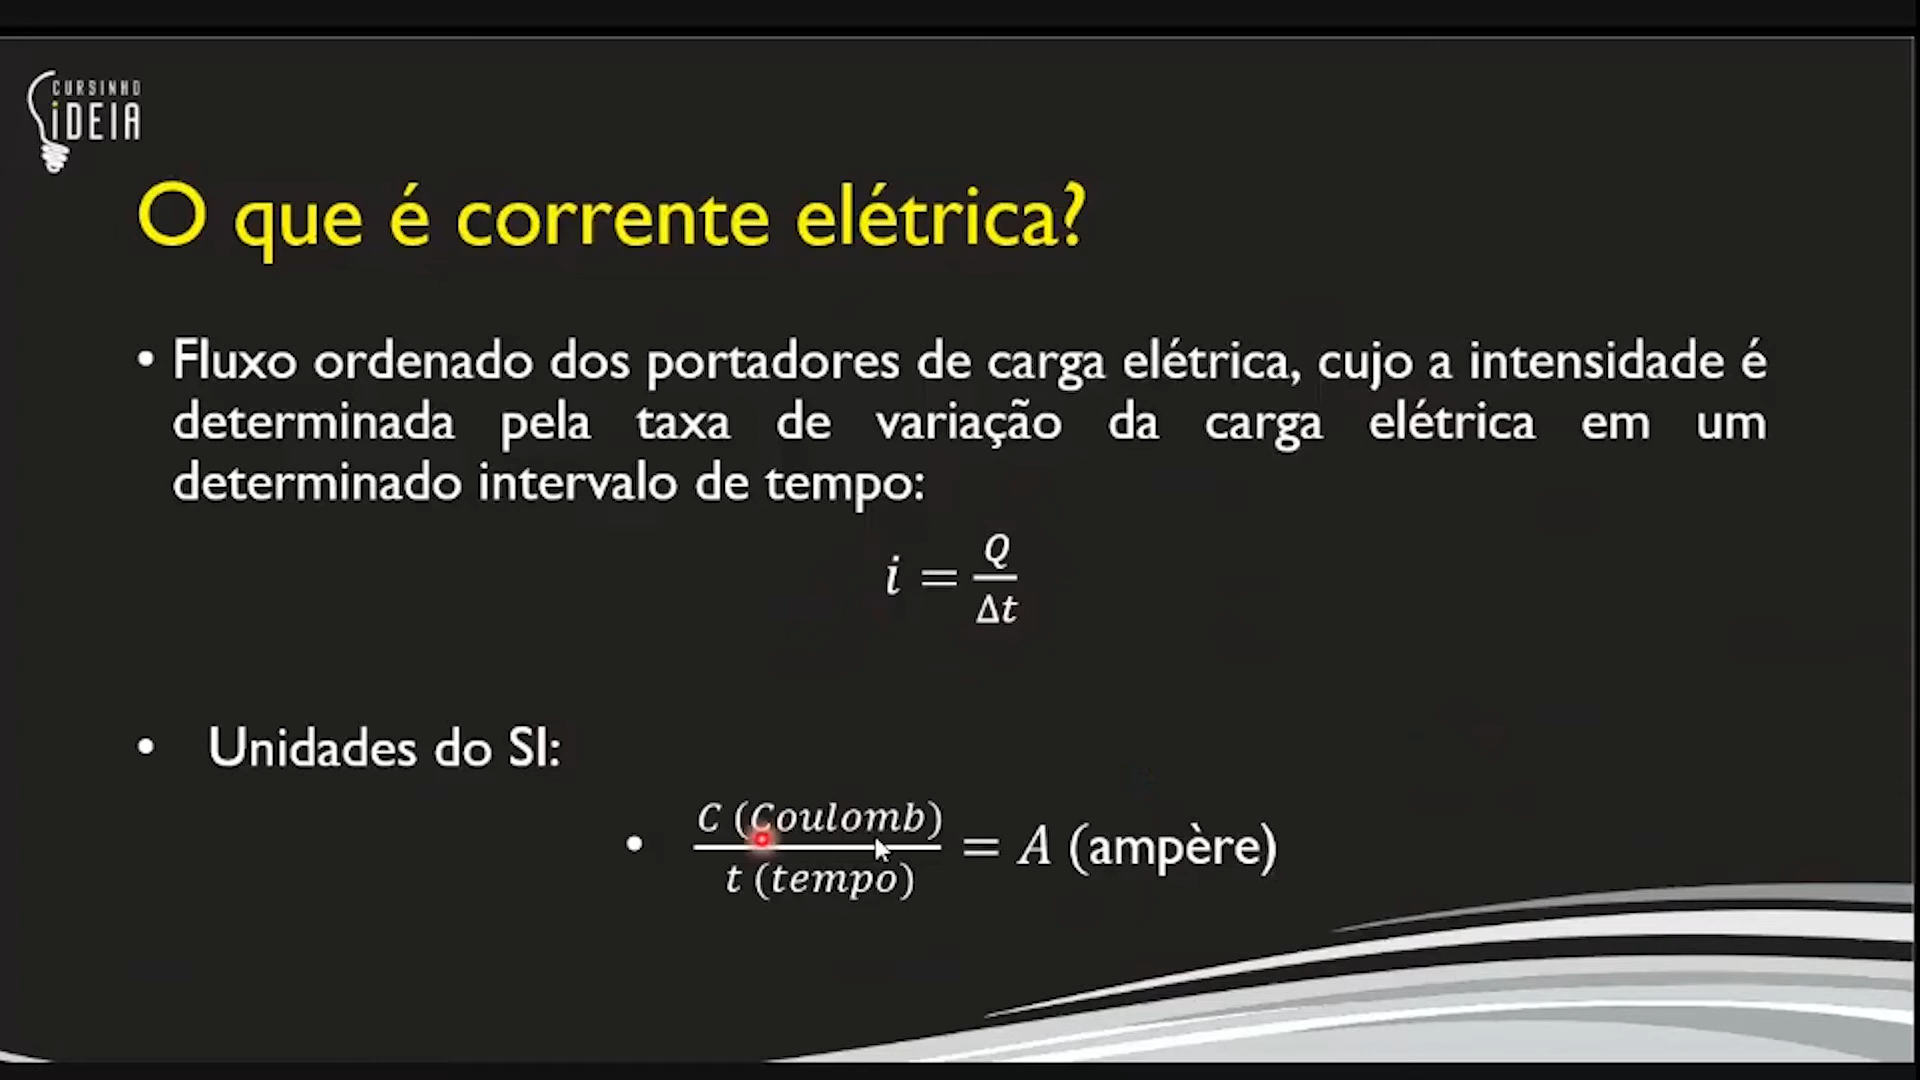 CURSINHO
iDEIA
O que é corrente elétrica?
• Fluxo ordenado dos portadores de carga elétrica, cujo a intensidade é
determinada pela taxa de variação da carga elétrica em um
determinado intervalo de tempo:
i = Q/Δt
• Unidades do SI:
• C (Coulomb)/t (tempo) = A (ampère)